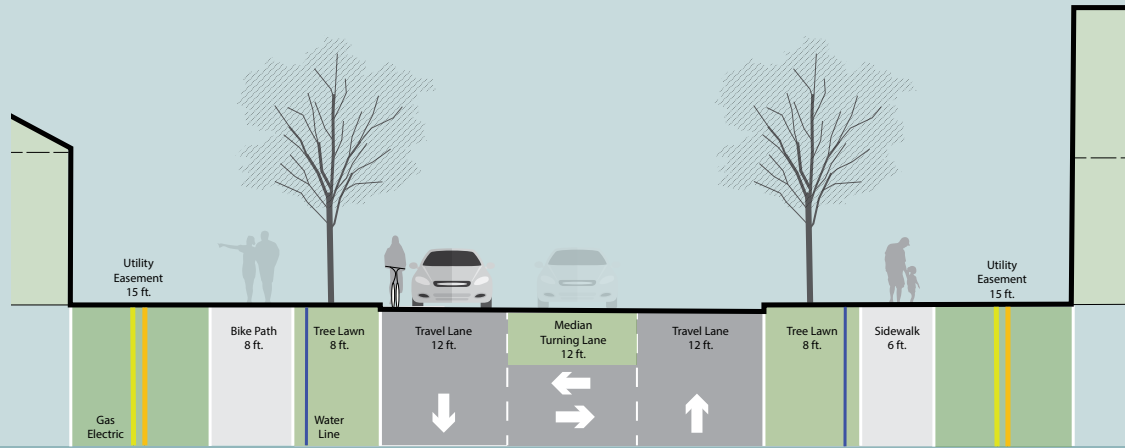 Utility
Easement
15 ft.
Utility
Easement
15 ft.
Bike Path
8 ft.
Tree Lawn
8 ft.
Travel Lane
12 ft.
Median
Turning Lane
12 ft.
Travel Lane
12 ft.
Tree Lawn
8 ft.
Sidewalk
6 ft.
Gas
Electric
Water
Line